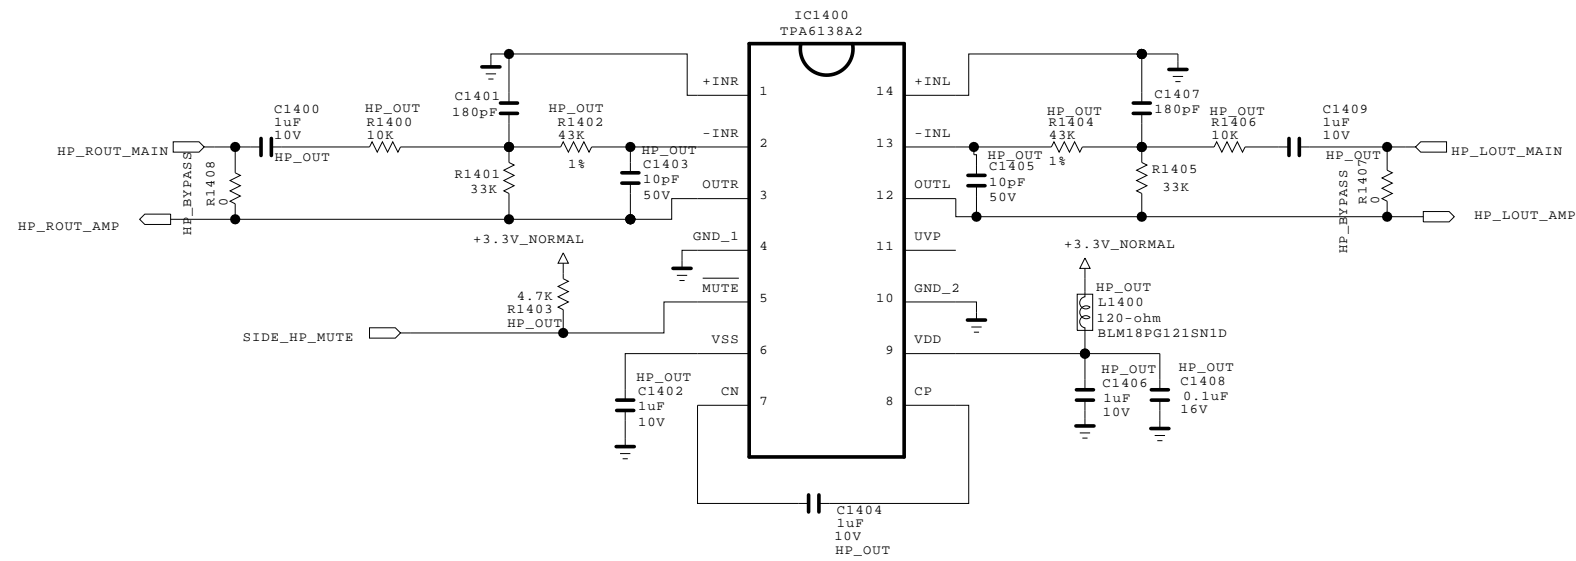 IC1400
TPA6138A2
+INR
1
-INR
2
OUTR
3
GND_1
4
MUTE
5
VSS
6
CN
7
14
+INL
13
-INL
12
OUTL
11
UVP
10
GND_2
9
VDD
8
CP
HP_ROUT_MAIN
HP_ROUT_AMP
HP_BYPASS
R1408
0
C1400
1uF
10V
HP_OUT
HP_OUT
R1400
10K
C1401
180pF
R1401
33K
HP_OUT
R1402
43K
1%
HP_OUT
C1403
10pF
50V
+3.3V_NORMAL
4.7K
R1403
HP_OUT
SIDE_HP_MUTE
HP_OUT
C1402
1uF
10V
C1404
1uF
10V
HP_OUT
HP_OUT
C1405
10pF
50V
HP_OUT
R1404
43K
1%
C1407
180pF
R1405
33K
HP_OUT
R1406
10K
C1409
1uF
10V
HP_OUT
HP_BYPASS
R1407
0
HP_LOUT_MAIN
HP_LOUT_AMP
+3.3V_NORMAL
HP_OUT
L1400
120-ohm
BLM18PG121SN1D
HP_OUT
C1406
1uF
10V
HP_OUT
C1408
0.1uF
16V